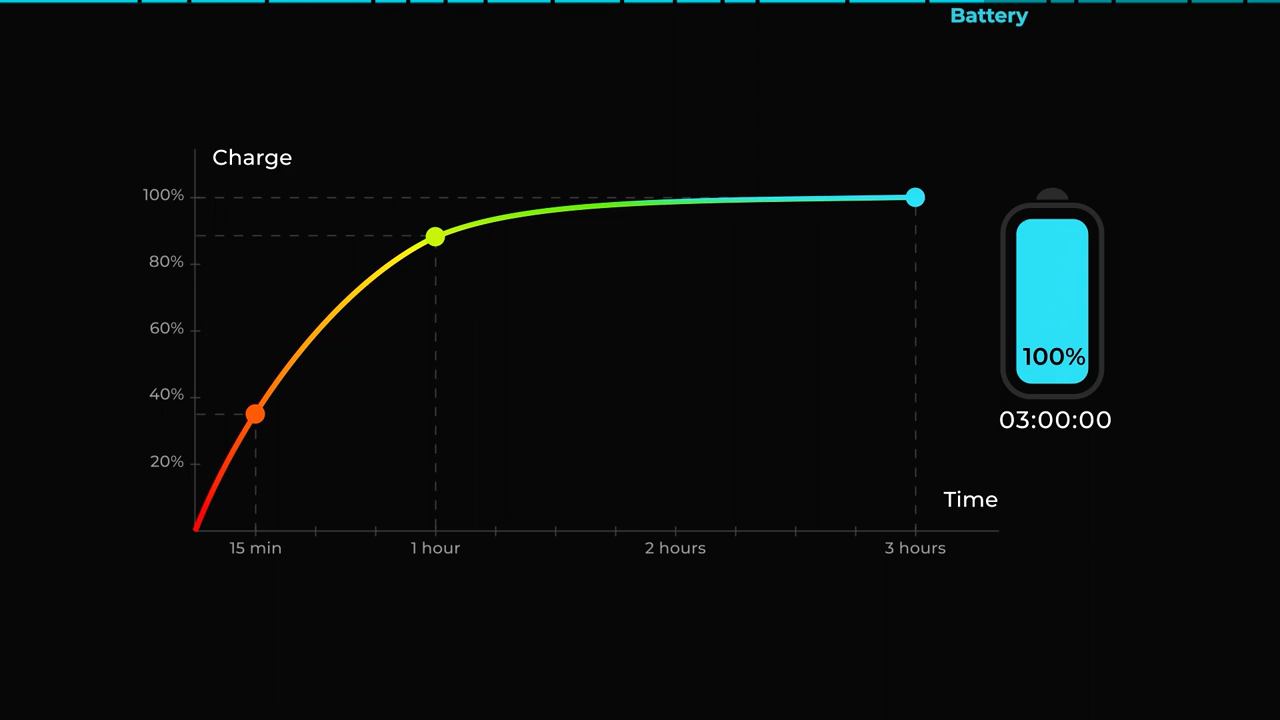 Battery
Charge
100%
80%
60%
40%
20%
15 min
1 hour
2 hours
3 hours
Time
100%
03:00:00